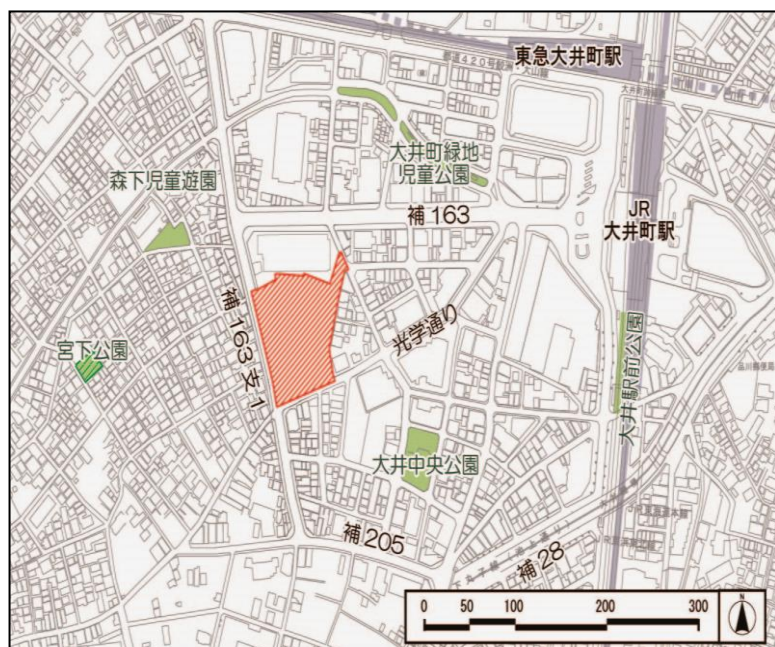 東急大井町駅
大井町緑地
児童公園
森下児童遊園
補163
JR
大井町駅
補163支1
光学通り
宮下公園
大井駅前公園
大井中央公園
補205
補28
0 50 100 200 300
N